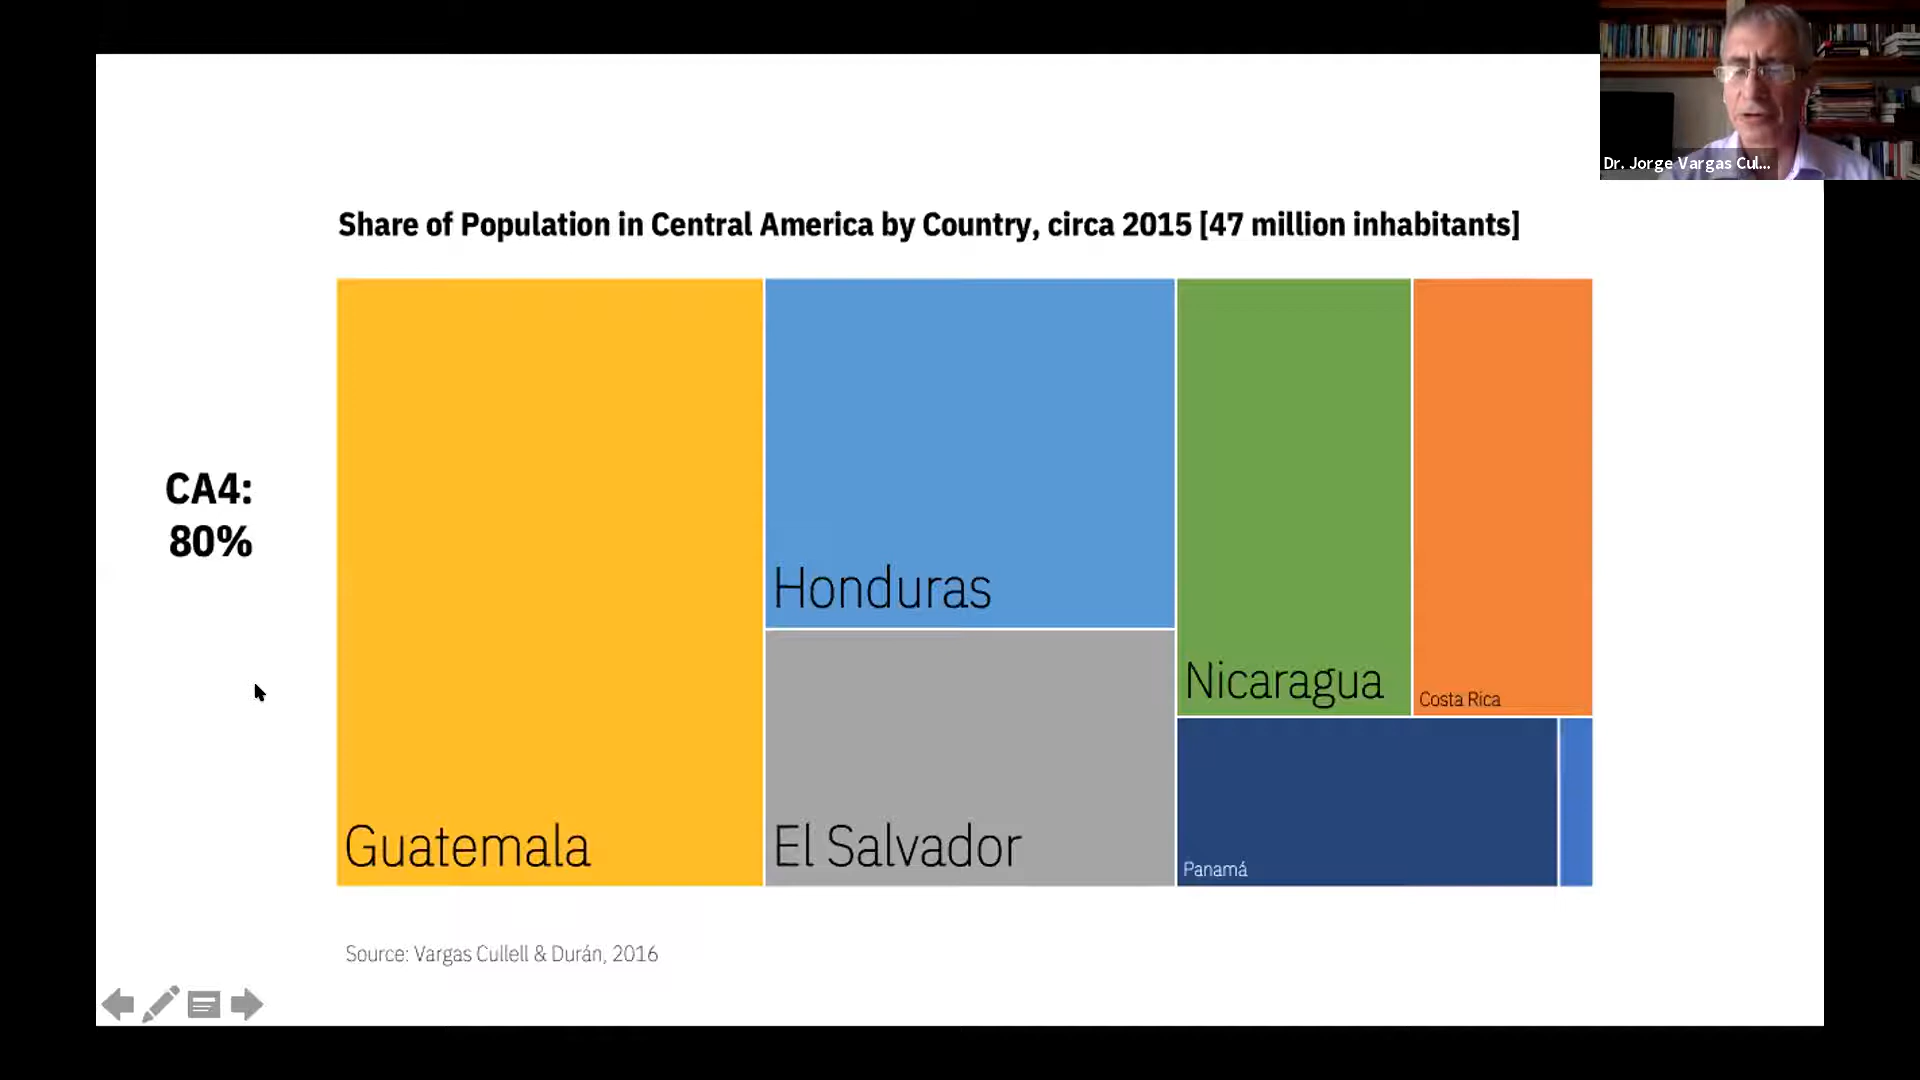 Dr. Jorge Vargas Cul...
Share of Population in Central America by Country, circa 2015 [47 million inhabitants]
CA4:
80%
Honduras
Nicaragua
Costa Rica
Guatemala
El Salvador
Panamá
Source: Vargas Cullell & Durán, 2016